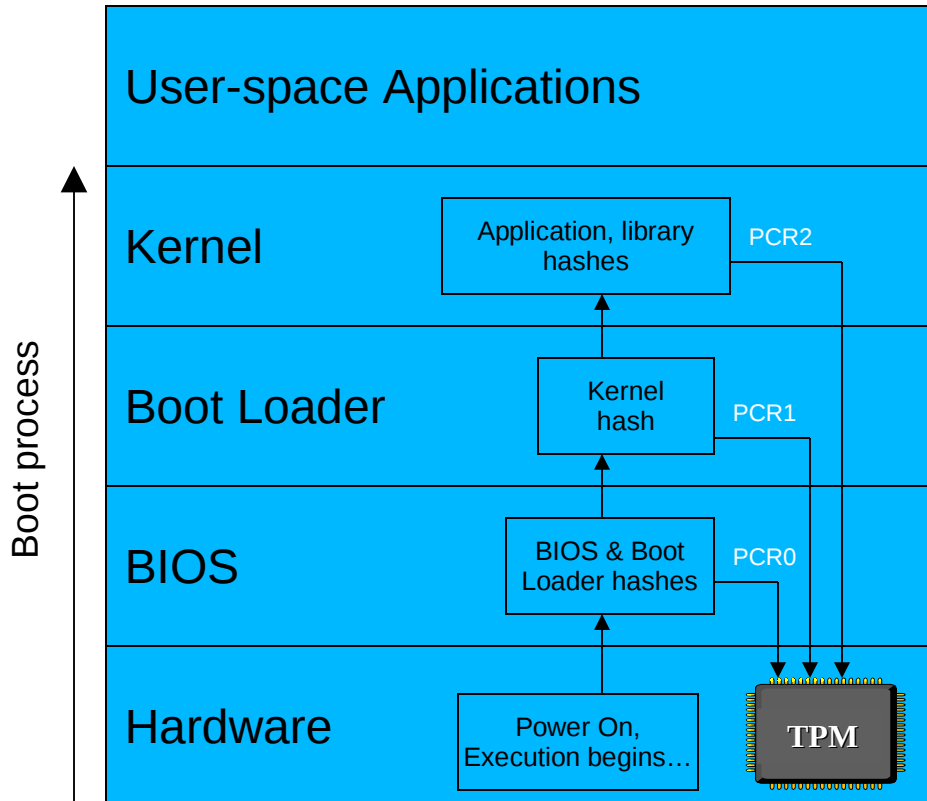 User-space Applications
Kernel
Application, library
hashes
PCR2
Boot Loader
Kernel
hash
PCR1
BIOS
BIOS & Boot
Loader hashes
PCR0
Hardware
Power On,
Execution begins…
TPM
Boot process